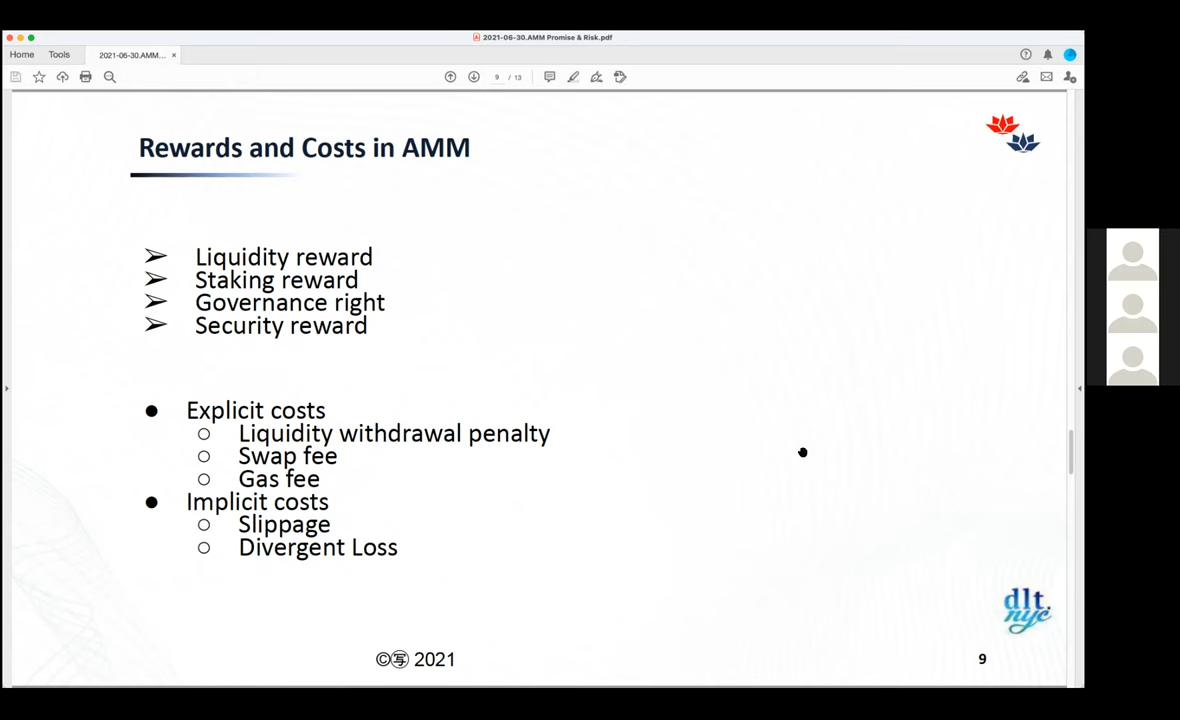 2021-06-30.AMM Promise & Risk.pdf
Home Tools 2021-06-30.AMM... ×
9 / 13
Rewards and Costs in AMM
➢ Liquidity reward
➢ Staking reward
➢ Governance right
➢ Security reward
● Explicit costs
○ Liquidity withdrawal penalty
○ Swap fee
○ Gas fee
● Implicit costs
○ Slippage
○ Divergent Loss
dlt.
nyc
©写 2021
9